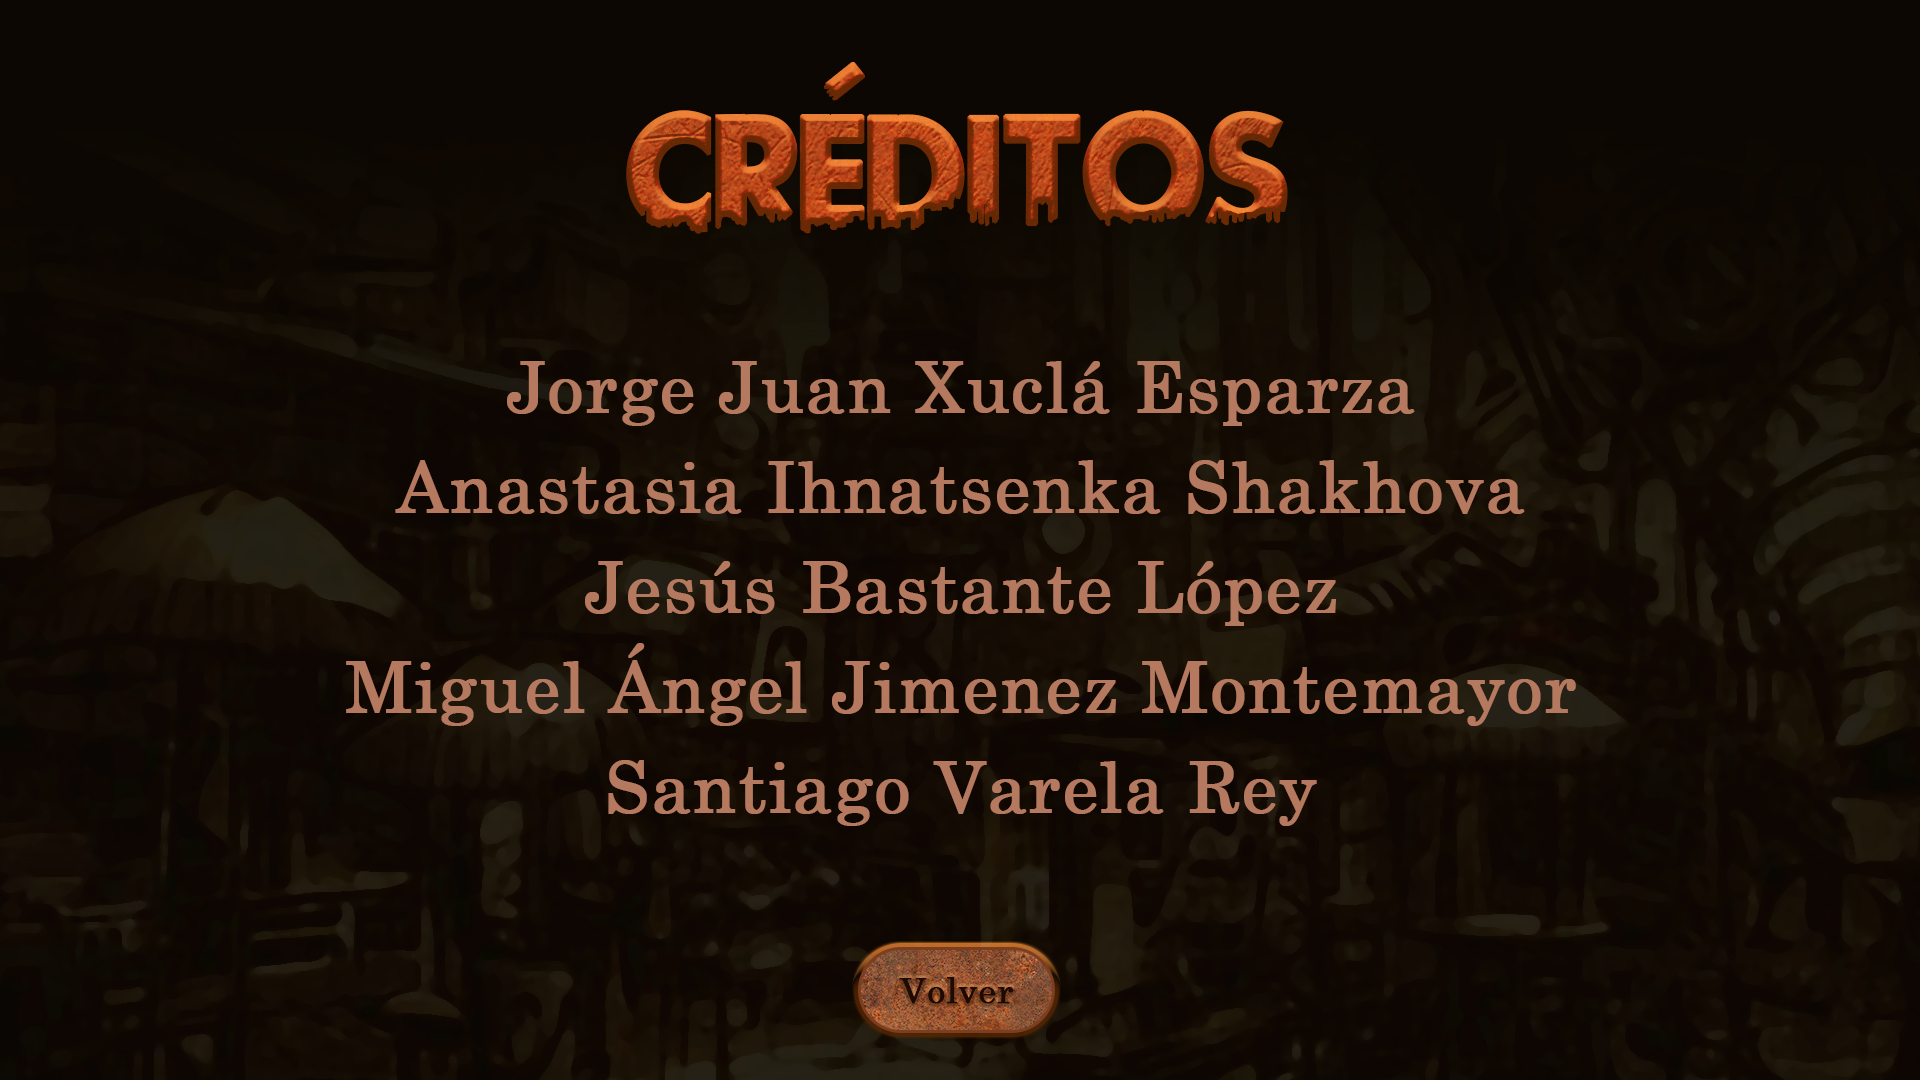 CRÉDITOS
Jorge Juan Xuclá Esparza
Anastasia Ihnatsenka Shakhova
Jesús Bastante López
Miguel Ángel Jimenez Montemayor
Santiago Varela Rey
Volver